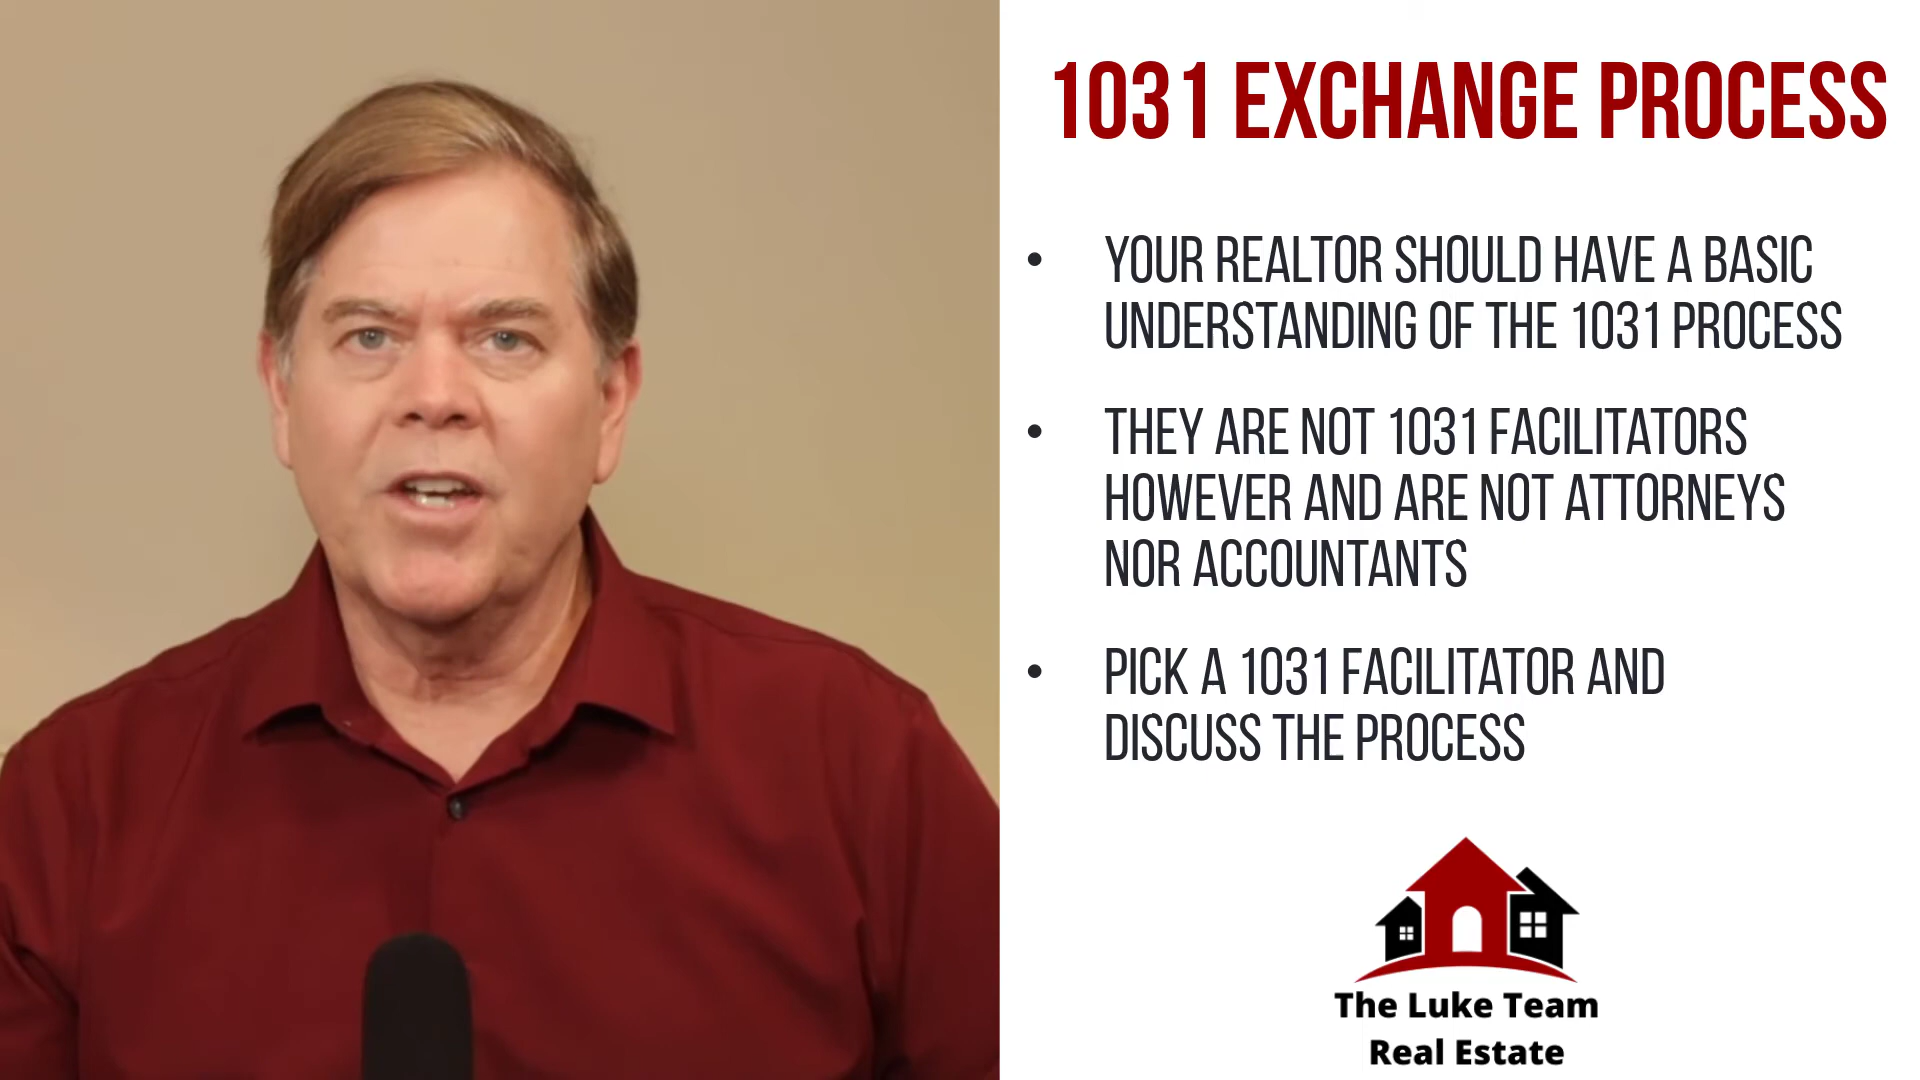 1031 EXCHANGE PROCESS
• YOUR REALTOR SHOULD HAVE A BASIC
UNDERSTANDING OF THE 1031 PROCESS
• THEY ARE NOT 1031 FACILITATORS
HOWEVER AND ARE NOT ATTORNEYS
NOR ACCOUNTANTS
• PICK A 1031 FACILITATOR AND
DISCUSS THE PROCESS
The Luke Team
Real Estate